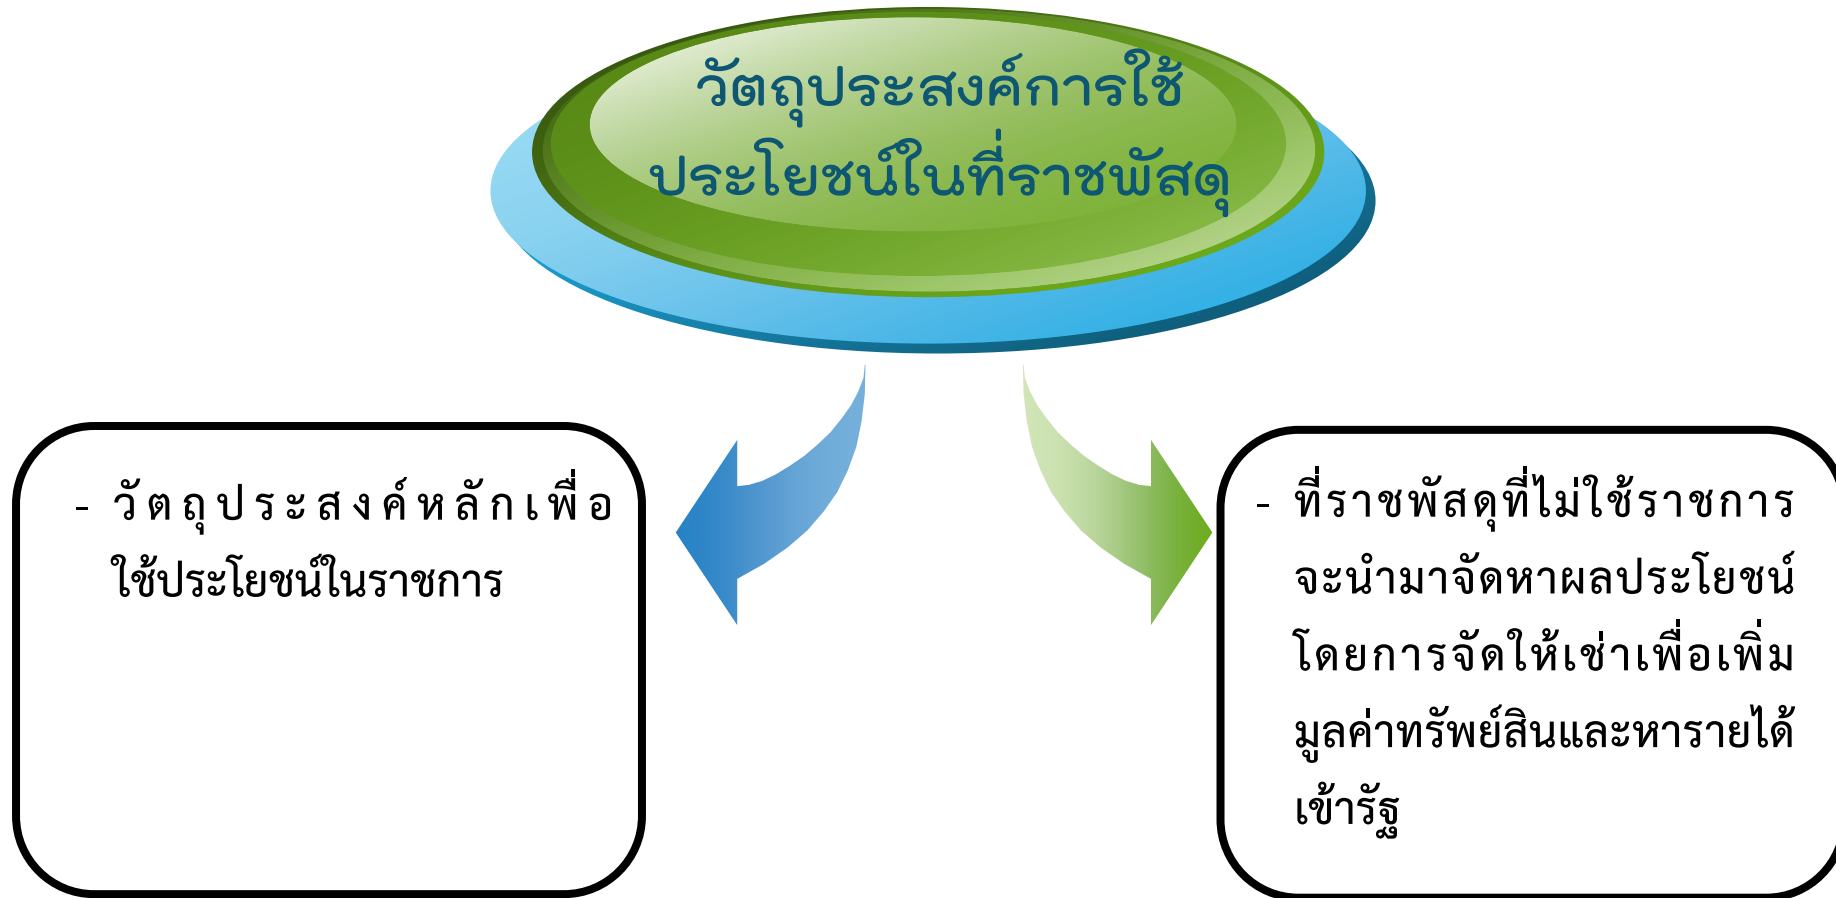 วัตถุประสงค์การใช้
ประโยชน์ในที่ราชพัสดุ
- วัตถุประสงค์หลักเพื่อ
ใช้ประโยชน์ในราชการ
- ที่ราชพัสดุที่ไม่ใช้ราชการ
จะนำมาจัดหาผลประโยชน์
โดยการจัดให้เช่าเพื่อเพิ่ม
มูลค่าทรัพย์สินและหารายได้
เข้ารัฐ